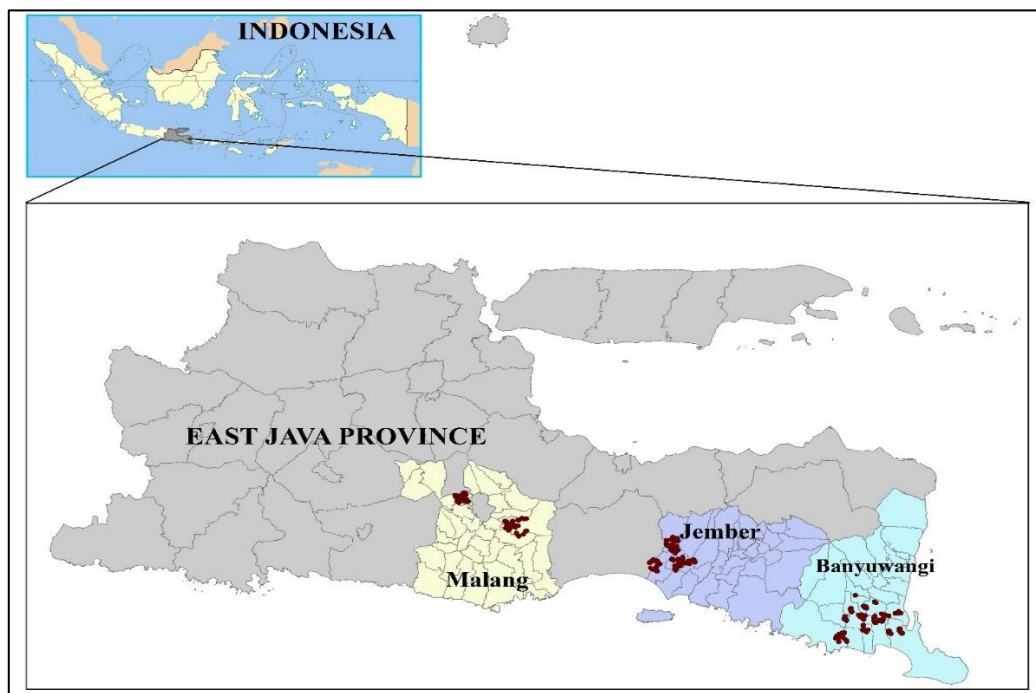 INDONESIA
EAST JAVA PROVINCE
Jember
Banyuwangi
Malang